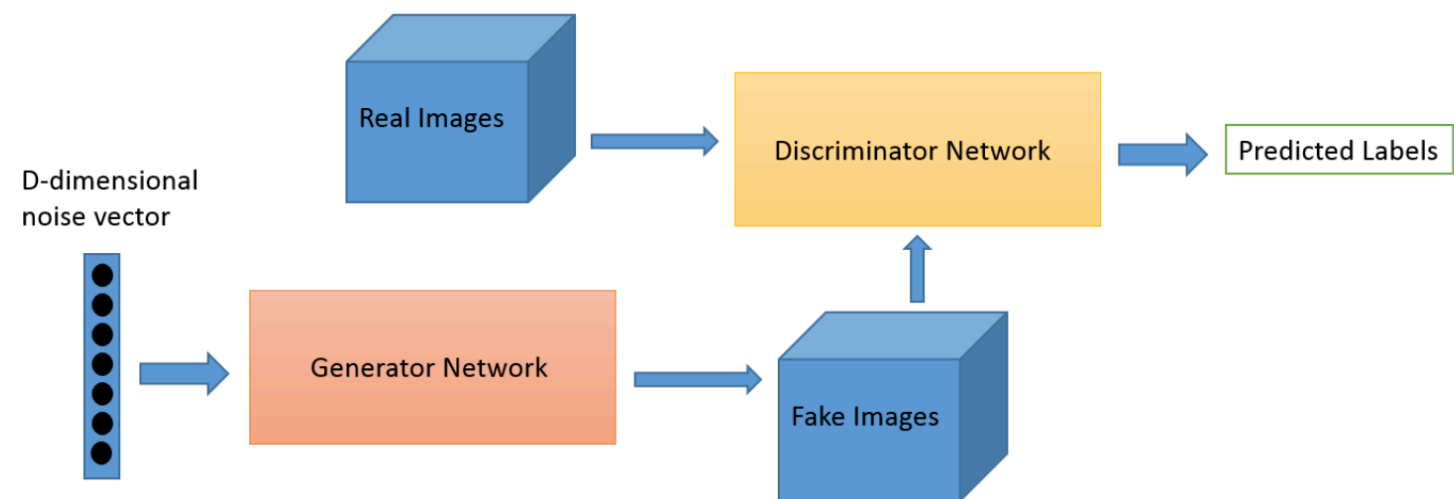 Real Images
Discriminator Network
Predicted Labels
D-dimensional
noise vector
Generator Network
Fake Images